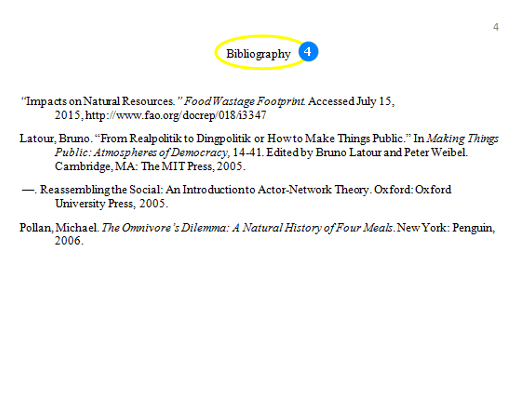 4
Bibliography 4
"Impacts on Natural Resources." Food Wastage Footprint. Accessed July 15,
2015, http://www.fao.org/docrep/018/i3347
Latour, Bruno. "From Realpolitik to Dingpolitik or How to Make Things Public." In Making Things
Public: Atmospheres of Democracy, 14-41. Edited by Bruno Latour and Peter Weibel.
Cambridge, MA: The MIT Press, 2005.
—. Reassembling the Social: An Introduction to Actor-Network Theory. Oxford: Oxford
University Press, 2005.
Pollan, Michael. The Omnivore's Dilemma: A Natural History of Four Meals. New York: Penguin,
2006.